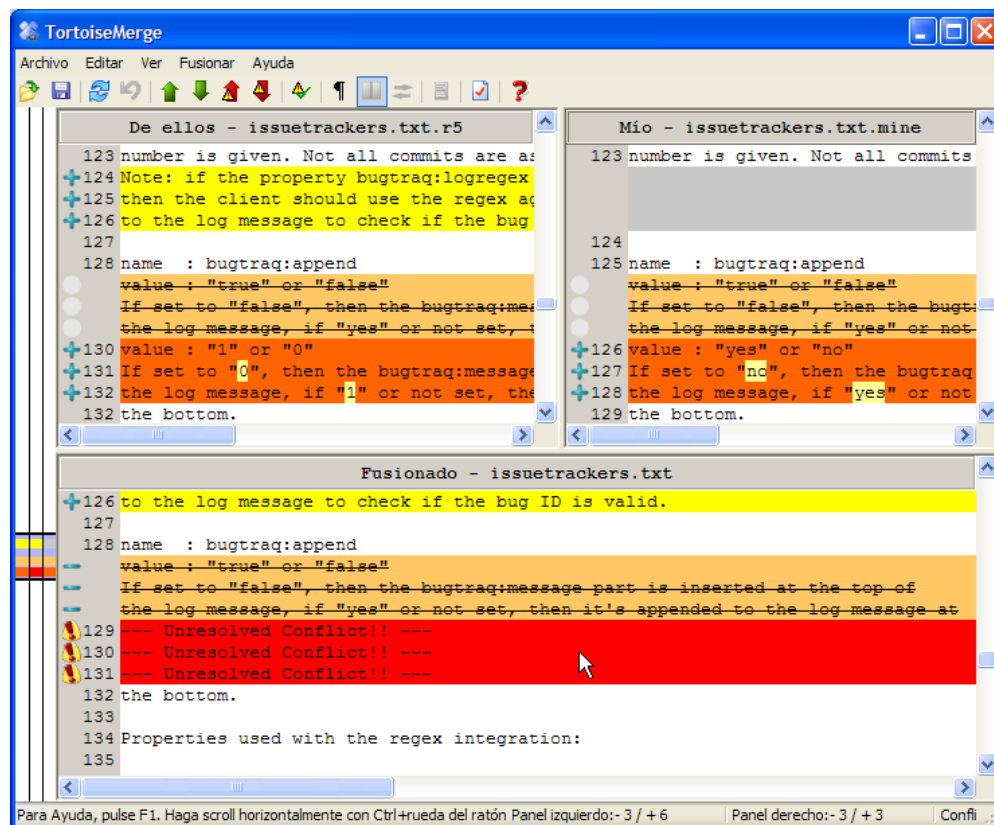 TortoiseMerge
Archivo Editar Ver Fusionar Ayuda
De ellos - issuetrackers.txt.r5
123 number is given. Not all commits are as
124 Note: if the property bugtraq:logregex
125 then the client should use the regex ag
126 to the log message to check if the bug
127
128 name : bugtraq:append
value : "true" or "false"
If set to "false", then the bugtraq:mes
the log message, if "yes" or not set, t
130 value : "1" or "0"
131 If set to "0", then the bugtraq:message
132 the log message, if "1" or not set, the
132 the bottom.
Mío - issuetrackers.txt.mine
123 number is given. Not all commits
124
125 name : bugtraq:append
value : "true" or "false"
If set to "false", then the bugt
the log message, if "yes" or not
126 value : "yes" or "no"
127 If set to "no", then the bugtraq
128 the log message, if "yes" or not
129 the bottom.
Fusionado - issuetrackers.txt
126 to the log message to check if the bug ID is valid.
127
128 name : bugtraq:append
value : "true" or "false"
If set to "false", then the bugtraq:message part is inserted at the top of
the log message, if "yes" or not set, then it's appended to the log message at
129 --- Unresolved Conflict!! ---
130 --- Unresolved Conflict!! ---
131 --- Unresolved Conflict!! ---
132 the bottom.
133
134 Properties used with the regex integration:
135
Para Ayuda, pulse F1. Haga scroll horizontalmente con Ctrl+rueda del ratón Panel izquierdo:- 3 / + 6 Panel derecho:- 3 / + 3 Confli